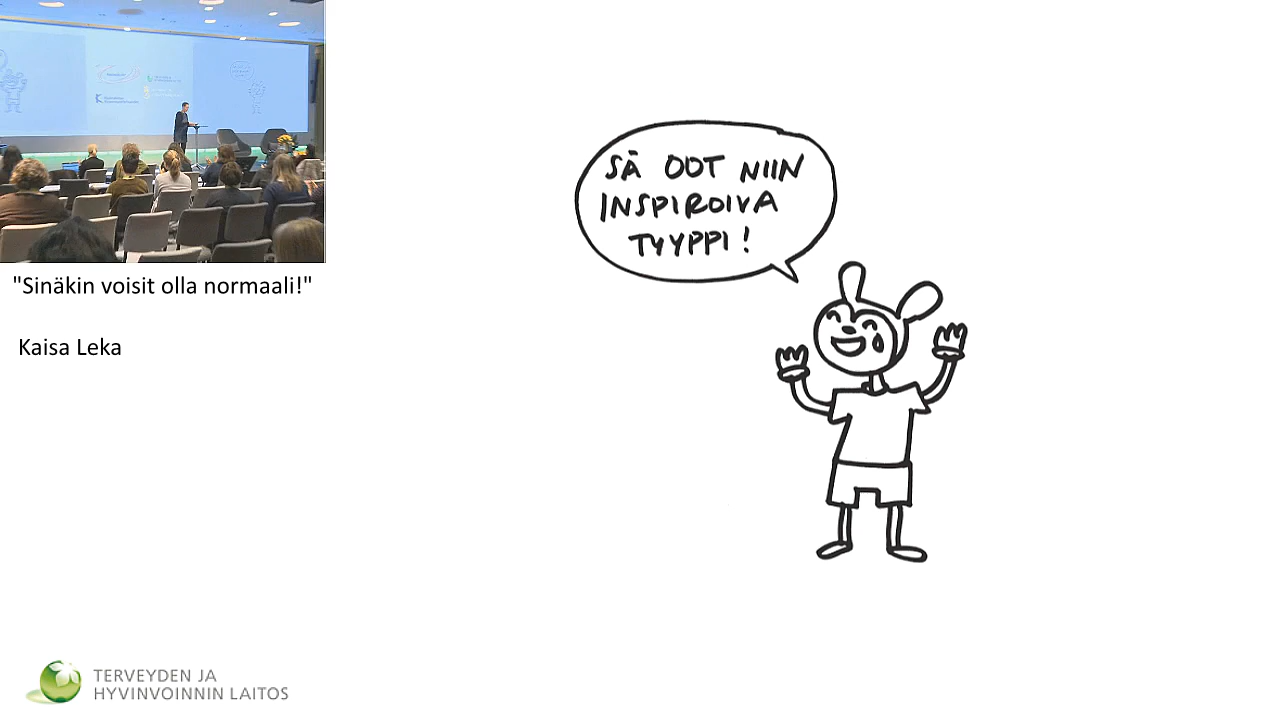 SÄ OOT NIIN
INSPIROIVA
TYYPPI!
"Sinäkin voisit olla normaali!"
Kaisa Leka
TERVEYDEN JA
HYVINVOINNIN LAITOS